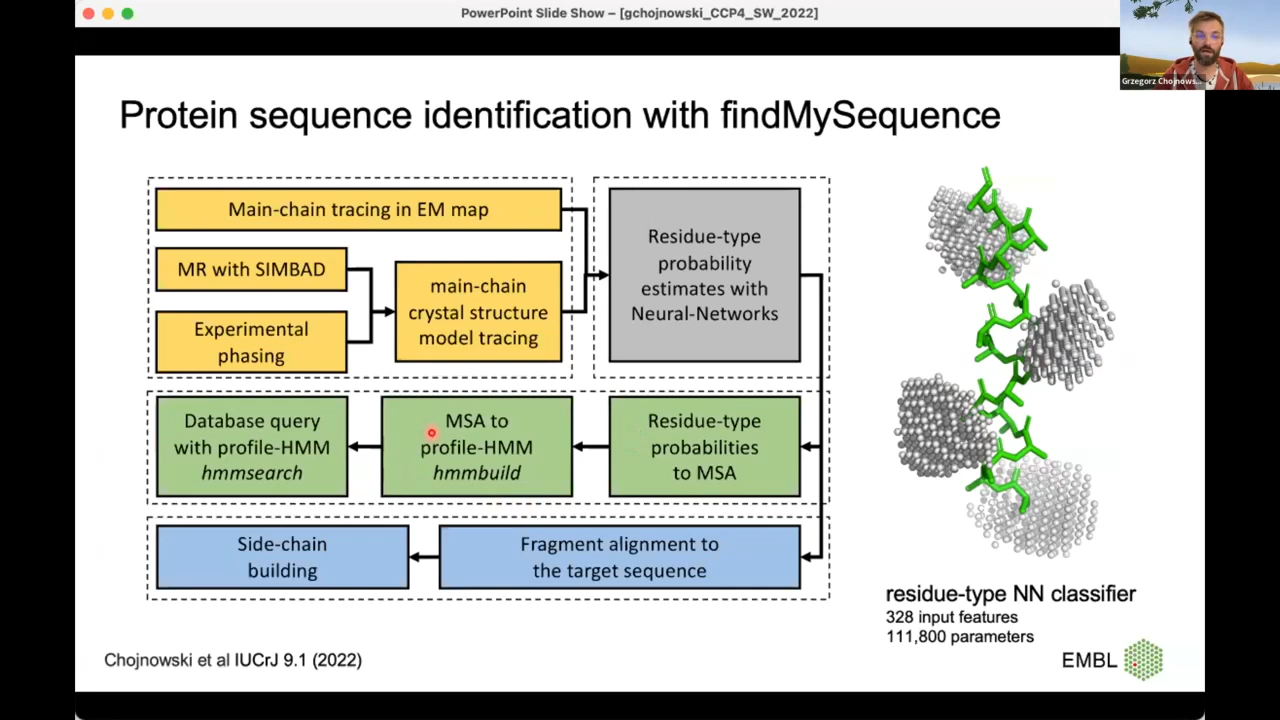 PowerPoint Slide Show – [gchojnowski_CCP4_SW_2022]
Grzegorz Chojnows...
Protein sequence identification with findMySequence
Main-chain tracing in EM map
MR with SIMBAD
Experimental
phasing
main-chain
crystal structure
model tracing
Residue-type
probability
estimates with
Neural-Networks
Database query
with profile-HMM
hmmsearch
MSA to
profile-HMM
hmmbuild
Residue-type
probabilities
to MSA
Side-chain
building
Fragment alignment to
the target sequence
residue-type NN classifier
328 input features
111,800 parameters
Chojnowski et al IUCrJ 9.1 (2022)
EMBL